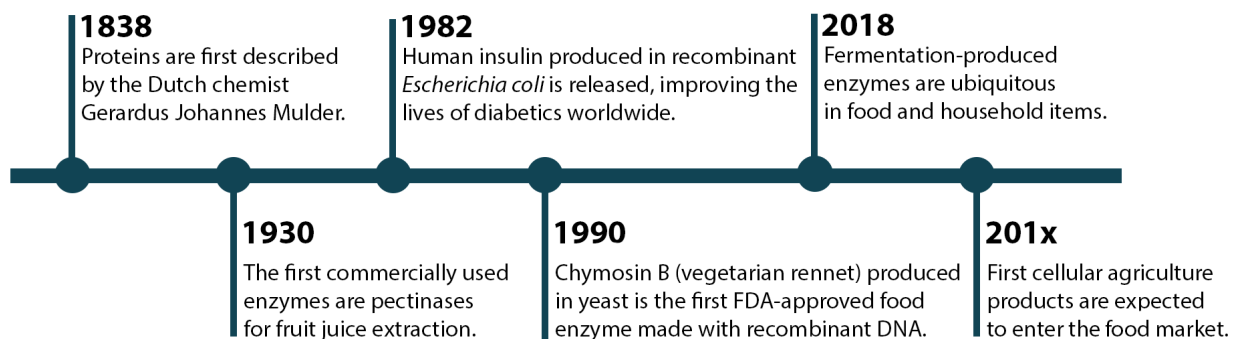 1838
Proteins are first described
by the Dutch chemist
Gerardus Johannes Mulder.
1930
The first commercially used
enzymes are pectinases
for fruit juice extraction.
1982
Human insulin produced in recombinant
Escherichia coli is released, improving the
lives of diabetics worldwide.
1990
Chymosin B (vegetarian rennet) produced
in yeast is the first FDA-approved food
enzyme made with recombinant DNA.
2018
Fermentation-produced
enzymes are ubiquitous
in food and household items.
201x
First cellular agriculture
products are expected
to enter the food market.